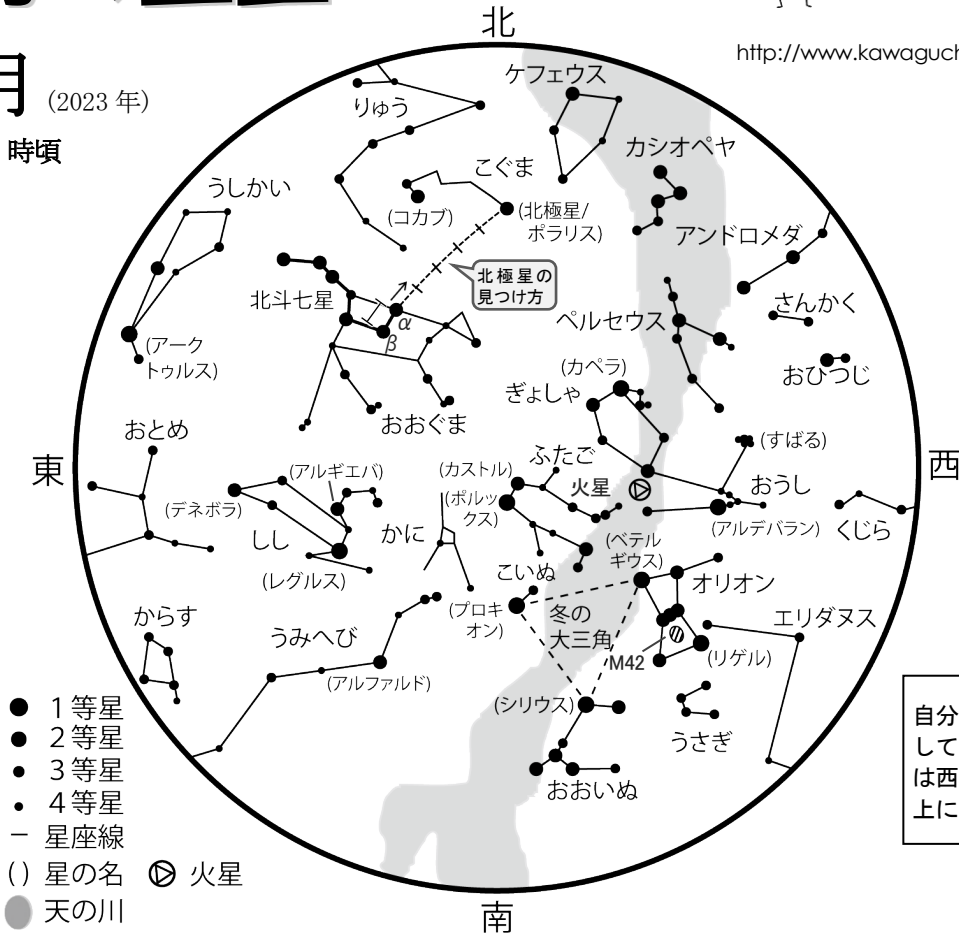 北
月 (2023 年)
http://www.kawaguch
時頃
ケフェウス
りゅう
カシオペヤ
こぐま
うしかい
(コカブ)
(北極星/
ポラリス)
アンドロメダ
北極星の
見つけ方
北斗七星
α
β
さんかく
ペルセウス
(アーク
トゥルス)
(カペラ)
おひつじ
ぎょしゃ
おおぐま
おとめ
(すばる)
ふたご
東
西
(アルギエバ)
(カストル)
火星
おうし
(デネボラ)
(ポルッ
クス)
(アルデバラン)
くじら
しし
かに
(ベテル
ギウス)
(レグルス)
こいぬ
オリオン
(プロキ
オン)
冬の
大三角
エリダヌス
からす
うみへび
M42
(リゲル)
(アルファルド)
(シリウス)
うさぎ
おおいぬ
1等星
2等星
3等星
4等星
星座線
() 星の名
火星
天の川
自分
して
は西
上に
南